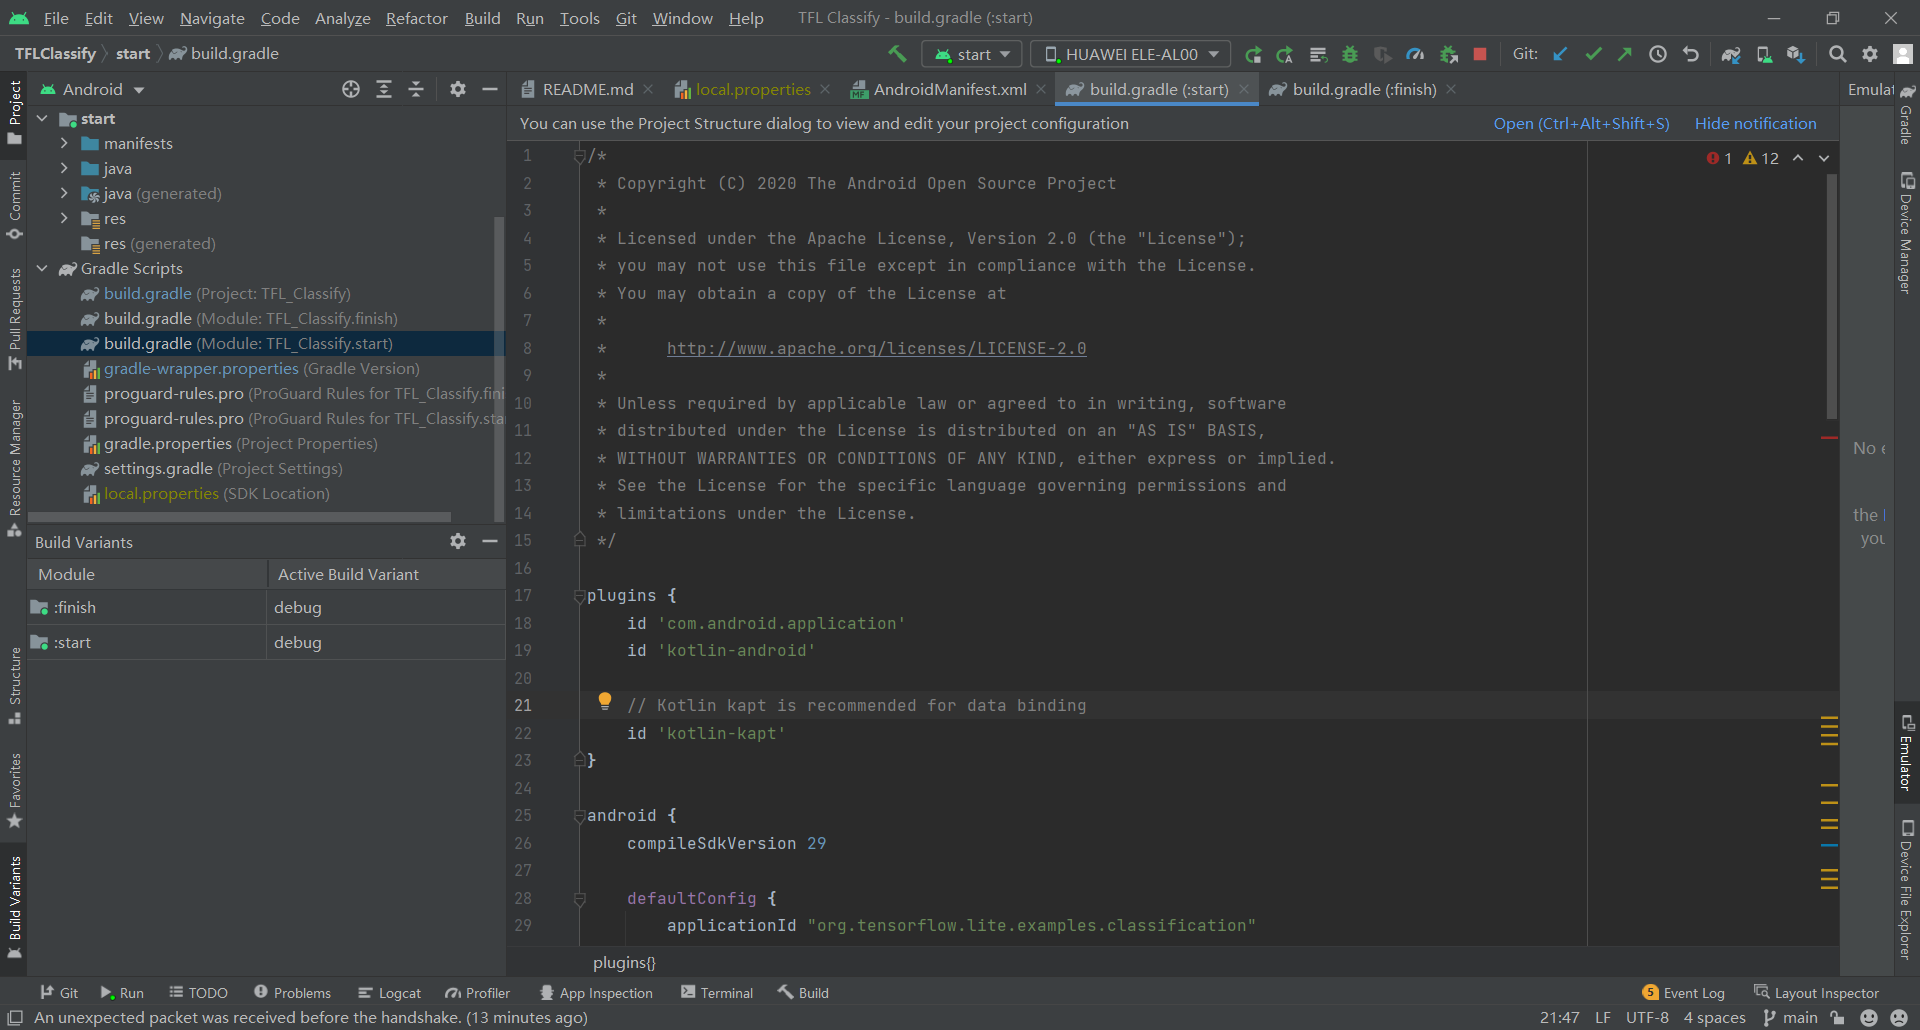 File Edit View Navigate Code Analyze Refactor Build Run Tools Git Window Help TFL Classify - build.gradle (:start)
TFLClassify start build.gradle start HUAWEI ELE-AL00 Git:
Project
Commit
Pull Requests
Resource Manager
Structure
Favorites
Build Variants
Android
start
manifests
java
java (generated)
res
res (generated)
Gradle Scripts
build.gradle (Project: TFL_Classify)
build.gradle (Module: TFL_Classify.finish)
build.gradle (Module: TFL_Classify.start)
gradle-wrapper.properties (Gradle Version)
proguard-rules.pro (ProGuard Rules for TFL_Classify.fini
proguard-rules.pro (ProGuard Rules for TFL_Classify.sta
gradle.properties (Project Properties)
settings.gradle (Project Settings)
local.properties (SDK Location)
Build Variants
Module Active Build Variant
:finish debug
:start debug
README.md local.properties MF AndroidManifest.xml build.gradle (:start) build.gradle (:finish)
You can use the Project Structure dialog to view and edit your project configuration Open (Ctrl+Alt+Shift+S) Hide notification
1 12
1 /*
2 * Copyright (C) 2020 The Android Open Source Project
3 *
4 * Licensed under the Apache License, Version 2.0 (the "License");
5 * you may not use this file except in compliance with the License.
6 * You may obtain a copy of the License at
7 *
8 * http://www.apache.org/licenses/LICENSE-2.0
9 *
10 * Unless required by applicable law or agreed to in writing, software
11 * distributed under the License is distributed on an "AS IS" BASIS,
12 * WITHOUT WARRANTIES OR CONDITIONS OF ANY KIND, either express or implied.
13 * See the License for the specific language governing permissions and
14 * limitations under the License.
15 */
16
17 plugins {
18 id 'com.android.application'
19 id 'kotlin-android'
20
21 // Kotlin kapt is recommended for data binding
22 id 'kotlin-kapt'
23 }
24
25 android {
26 compileSdkVersion 29
27
28 defaultConfig {
29 applicationId "org.tensorflow.lite.examples.classification"
plugins{}
Emulat
No e
the
you
Gradle
Device Manager
Emulator
Device File Explorer
Git Run TODO Problems Logcat Profiler App Inspection Terminal Build 5 Event Log Layout Inspector
An unexpected packet was received before the handshake. (13 minutes ago) 21:47 LF UTF-8 4 spaces main